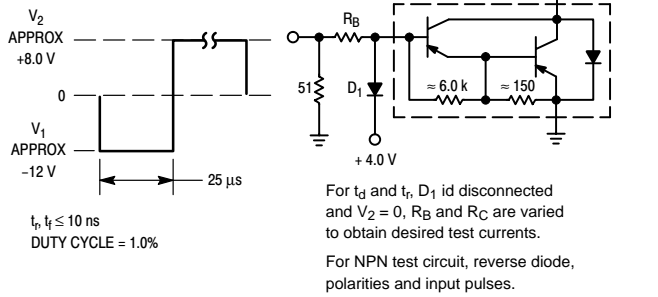 V2
APPROX
+8.0 V
0
V1
APPROX
−12 V
25 μs
tr, tf ≤ 10 ns
DUTY CYCLE = 1.0%
RB
51
D1
+ 4.0 V
≈ 6.0 k
≈ 150
For td and tr, D1 id disconnected
and V2 = 0, RB and RC are varied
to obtain desired test currents.
For NPN test circuit, reverse diode,
polarities and input pulses.